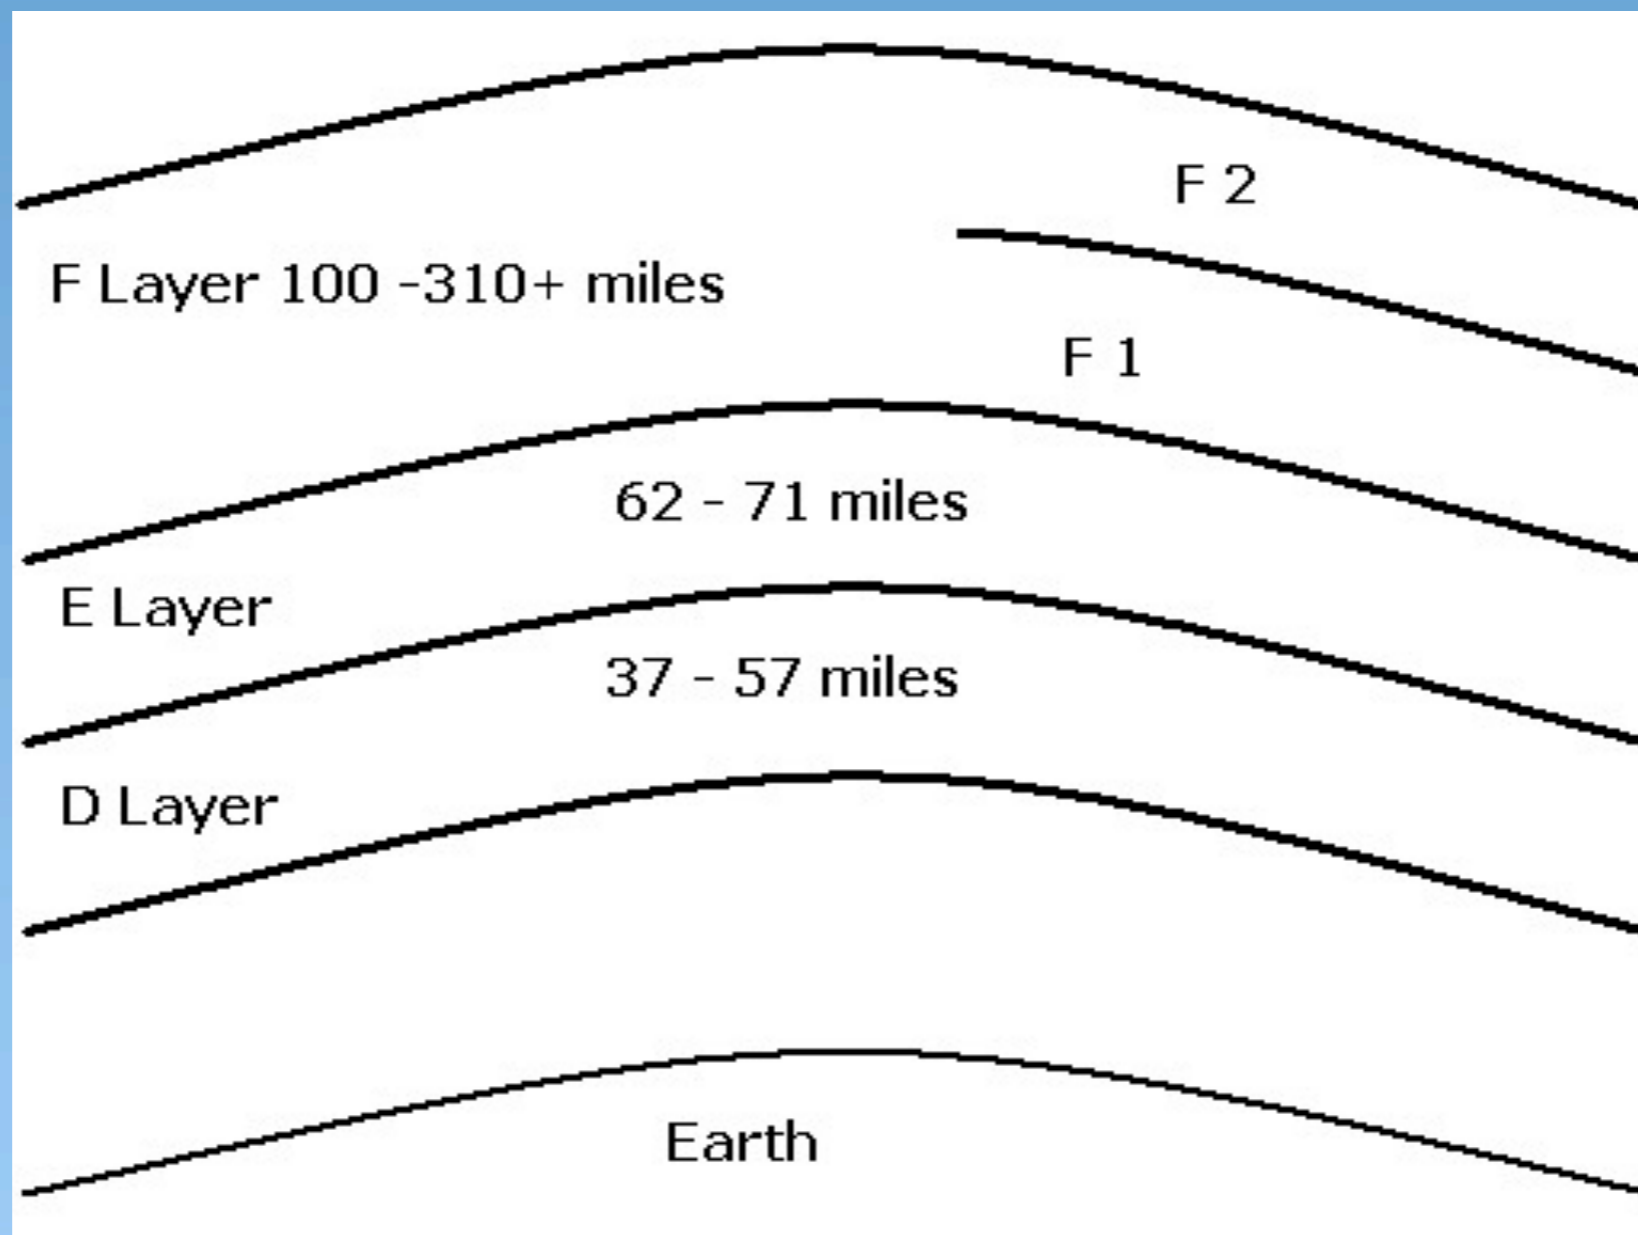 F 2
F Layer 100 -310+ miles
F 1
62 - 71 miles
E Layer
37 - 57 miles
D Layer
Earth